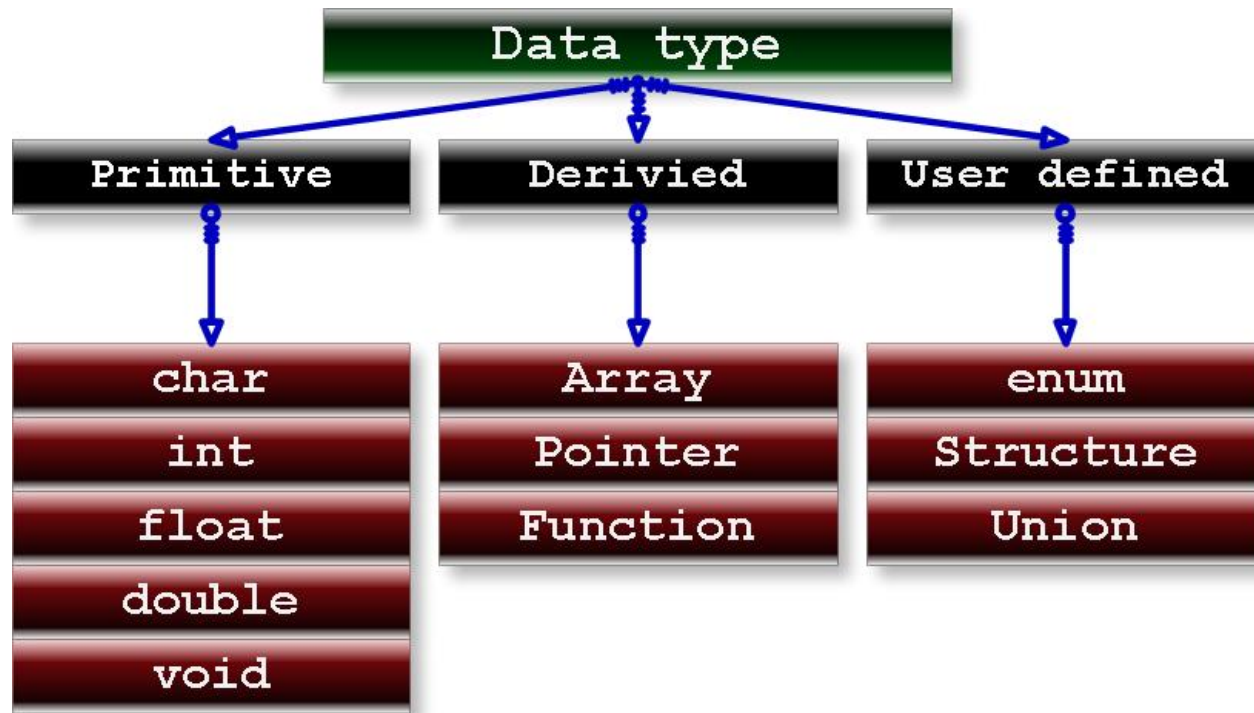 Data type
Primitive
Derivied
User defined
char
int
float
double
void
Array
Pointer
Function
enum
Structure
Union